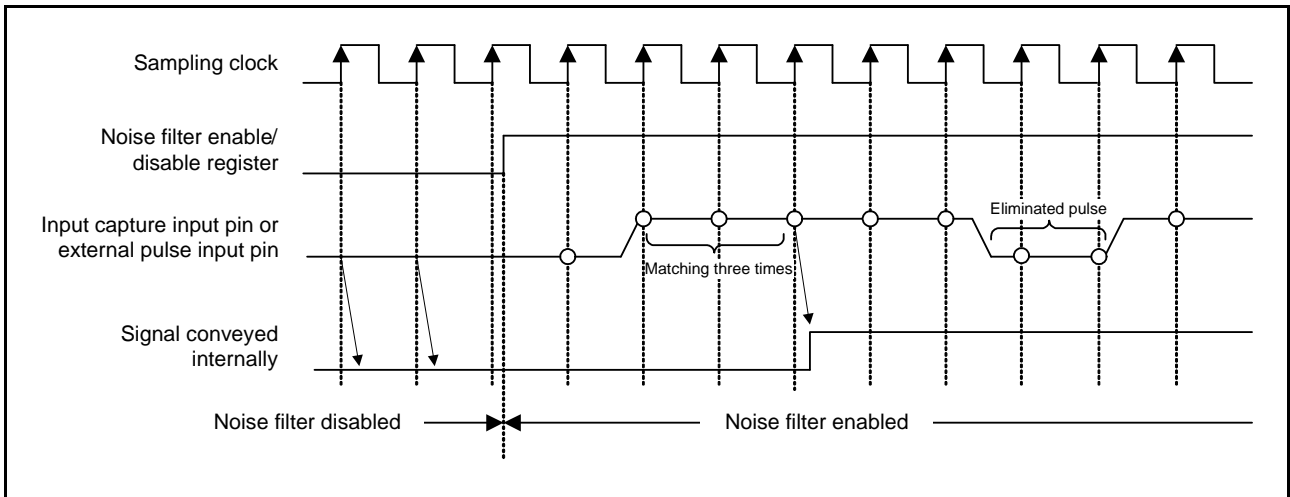 Sampling clock
Noise filter enable/
disable register
Input capture input pin or
external pulse input pin
Eliminated pulse
Matching three times
Signal conveyed
internally
Noise filter disabled
Noise filter enabled